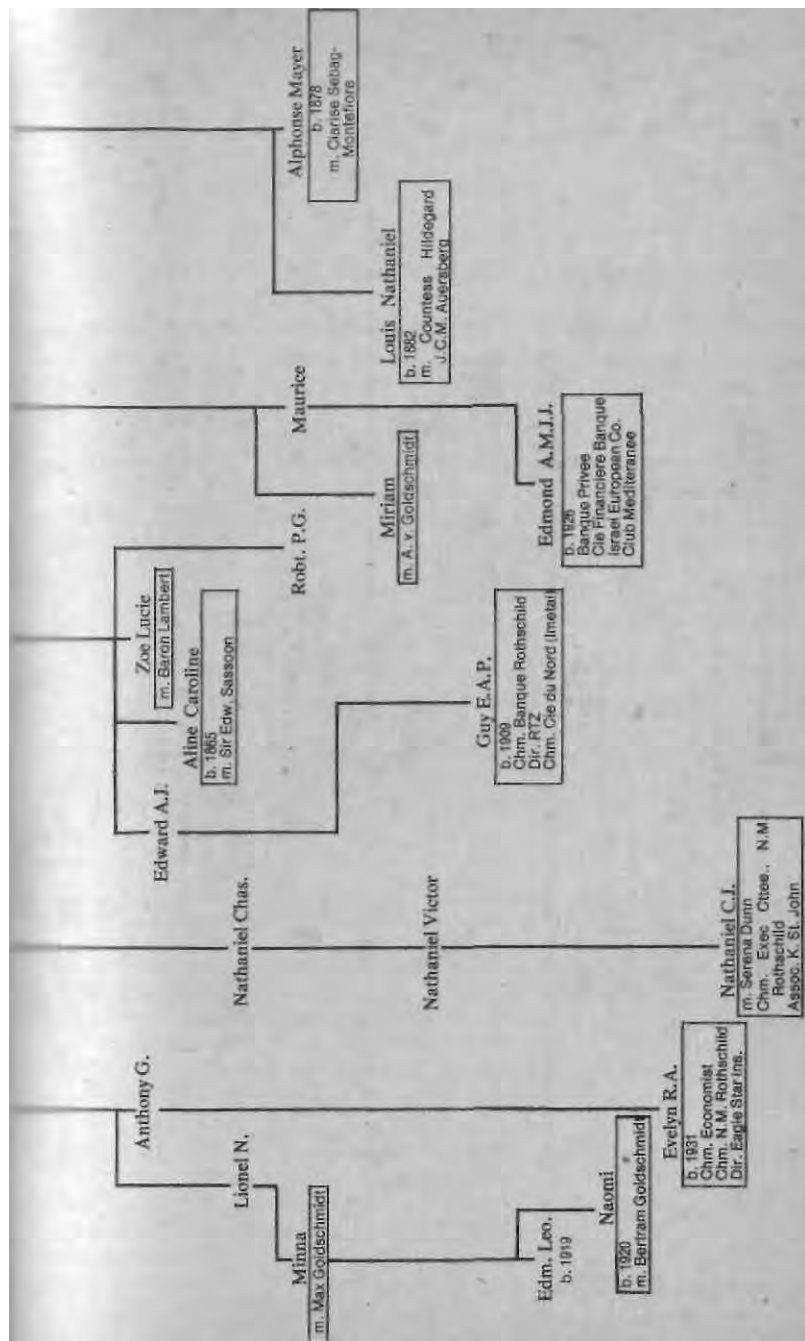 Anthony G.
Lionel N.
Minna
m. Max Goldschmidt
Edm. Leo.
b. 1919
Naomi
b. 1920
m. Bertram Goldschmidt
Evelyn R.A.
b. 1931
Chm. Economist
Chm. N.M. Rothschild
Dir. Eagle Star Ins.
Nathaniel Chas.
Nathaniel Victor
Nathaniel C.J.
m. Serena Dunn
Chm. Exec Cttee., N.M.
Rothschild
Assoc. K. St. John
Edward A.J.
Aline Caroline
b. 1865
m. Sir Edw. Sassoon
Zoe Lucie
m. Baron Lambert
Robt. P.G.
Guy E.A.P.
b. 1909
Chm. Banque Rothschild
Dir. RTZ
Chm. Cie du Nord (Imetal)
Maurice
Miriam
m. A. v. Goldschmidt
Edmond A.M.J.J.
b. 1926
Banque Privee
Cie Financiere Banque
Israel European Co.
Club Mediteranee
Louis Nathaniel
b. 1882
m. Countess Hildegard
J.C.M. Auersberg
Alphonse Mayer
b. 1878
m. Clarise Sebag-
Montefiore